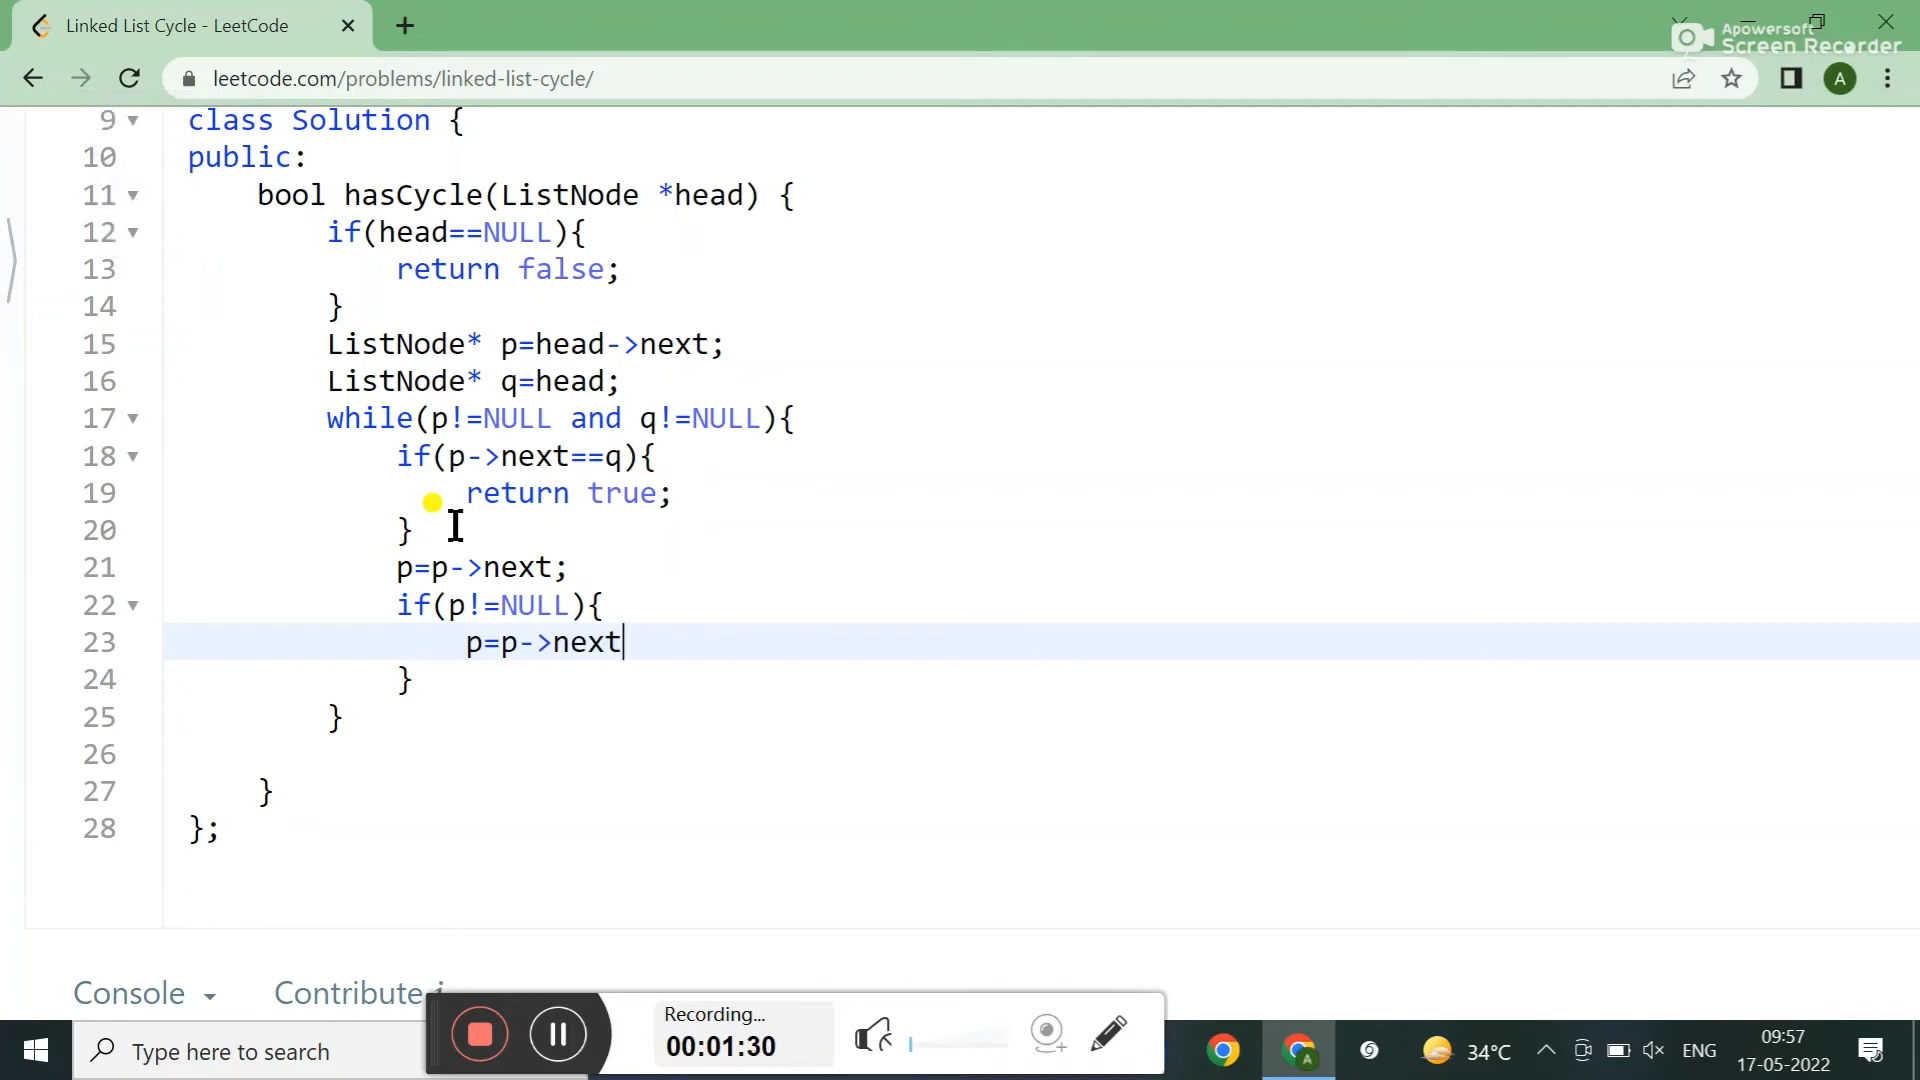 Linked List Cycle - LeetCode
Apowersoft
Screen Recorder
leetcode.com/problems/linked-list-cycle/
A
9 class Solution {
10 public:
11 bool hasCycle(ListNode *head) {
12 if(head==NULL){
13 return false;
14 }
15 ListNode* p=head->next;
16 ListNode* q=head;
17 while(p!=NULL and q!=NULL){
18 if(p->next==q){
19 return true;
20 }
21 p=p->next;
22 if(p!=NULL){
23 p=p->next
24 }
25 }
26
27 }
28 };
Console Contribute i
Recording...
00:01:30
Type here to search
A
34°C
ENG
09:57
17-05-2022